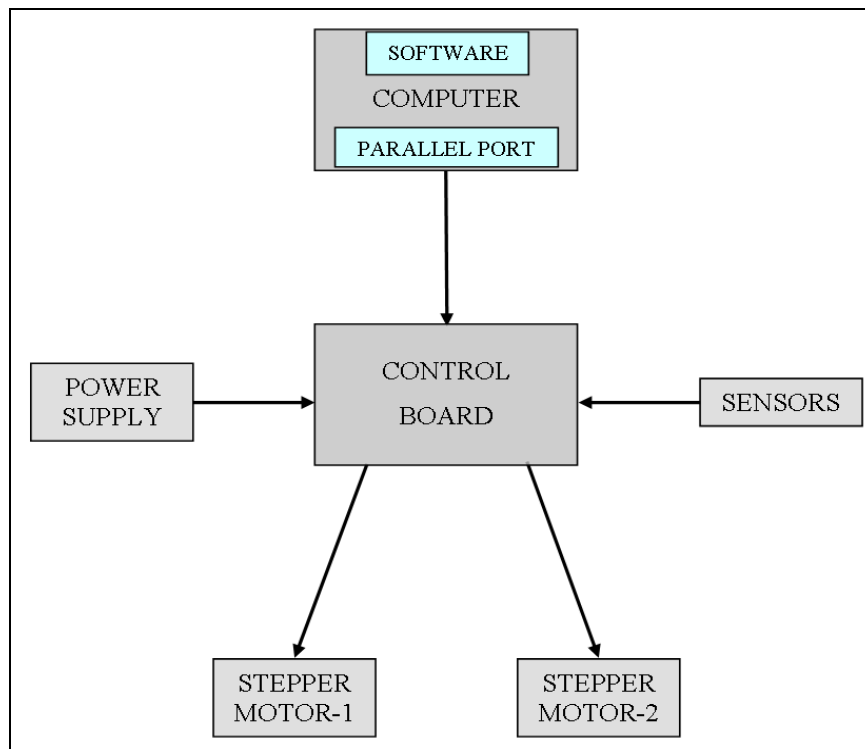 SOFTWARE
COMPUTER
PARALLEL PORT
CONTROL
BOARD
POWER
SUPPLY
SENSORS
STEPPER
MOTOR-1
STEPPER
MOTOR-2